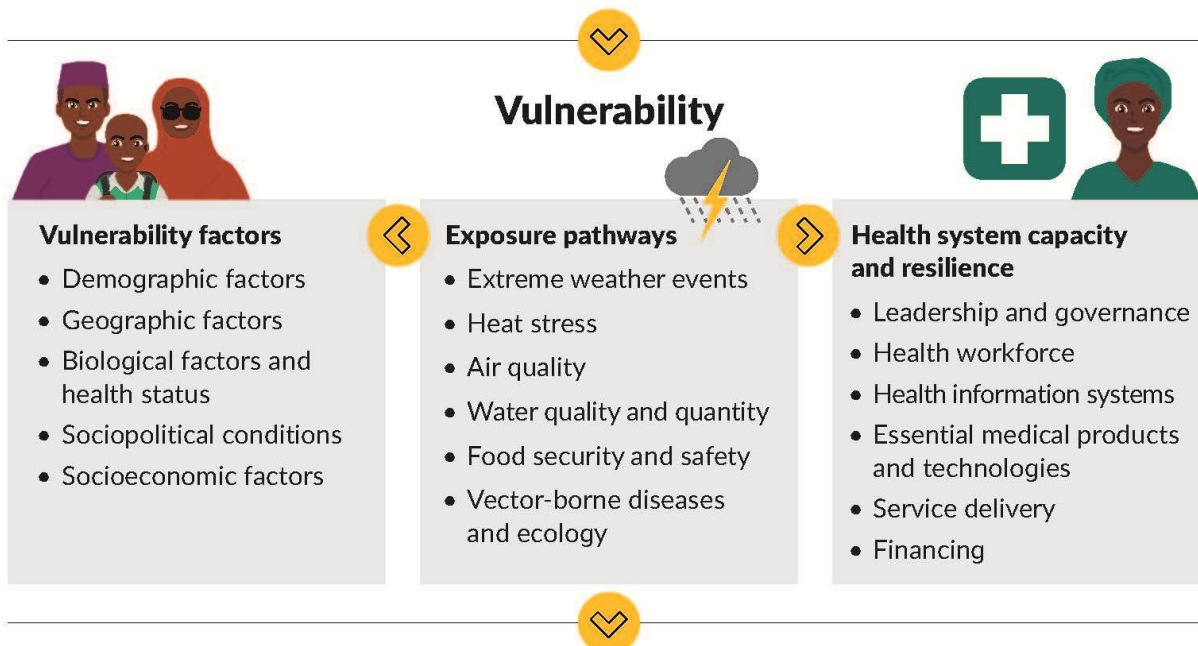 Vulnerability
Vulnerability factors
• Demographic factors
• Geographic factors
• Biological factors and
health status
• Sociopolitical conditions
• Socioeconomic factors
Exposure pathways
• Extreme weather events
• Heat stress
• Air quality
• Water quality and quantity
• Food security and safety
• Vector-borne diseases
and ecology
Health system capacity
and resilience
• Leadership and governance
• Health workforce
• Health information systems
• Essential medical products
and technologies
• Service delivery
• Financing